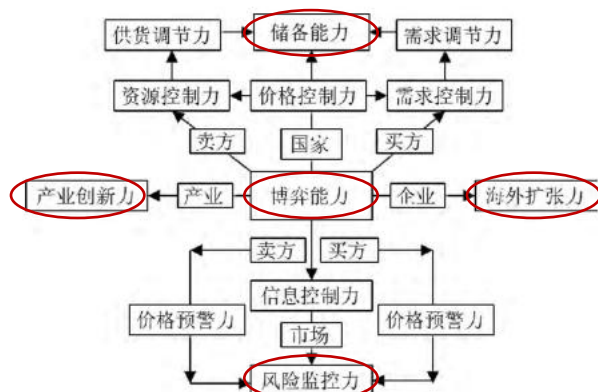 供货调节力
储备能力
需求调节力
资源控制力
价格控制力
需求控制力
卖方
国家
买方
产业创新力
产业
博弈能力
企业
海外扩张力
卖方
买方
信息控制力
价格预警力
市场
价格预警力
风险监控力